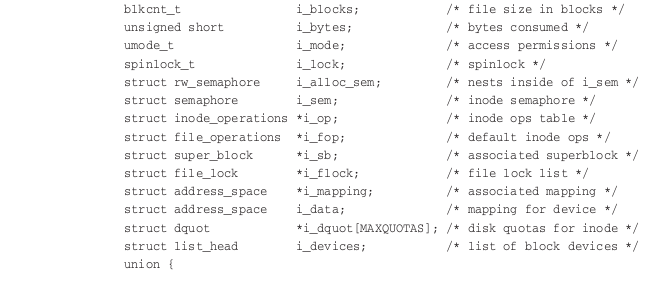 blkcnt_t i_blocks; /* file size in blocks */
unsigned short i_bytes; /* bytes consumed */
umode_t i_mode; /* access permissions */
spinlock_t i_lock; /* spinlock */
struct rw_semaphore i_alloc_sem; /* nests inside of i_sem */
struct semaphore i_sem; /* inode semaphore */
struct inode_operations *i_op; /* inode ops table */
struct file_operations *i_fop; /* default inode ops */
struct super_block *i_sb; /* associated superblock */
struct file_lock *i_flock; /* file lock list */
struct address_space *i_mapping; /* associated mapping */
struct address_space i_data; /* mapping for device */
struct dquot *i_dquot[MAXQUOTAS]; /* disk quotas for inode */
struct list_head i_devices; /* list of block devices */
union {